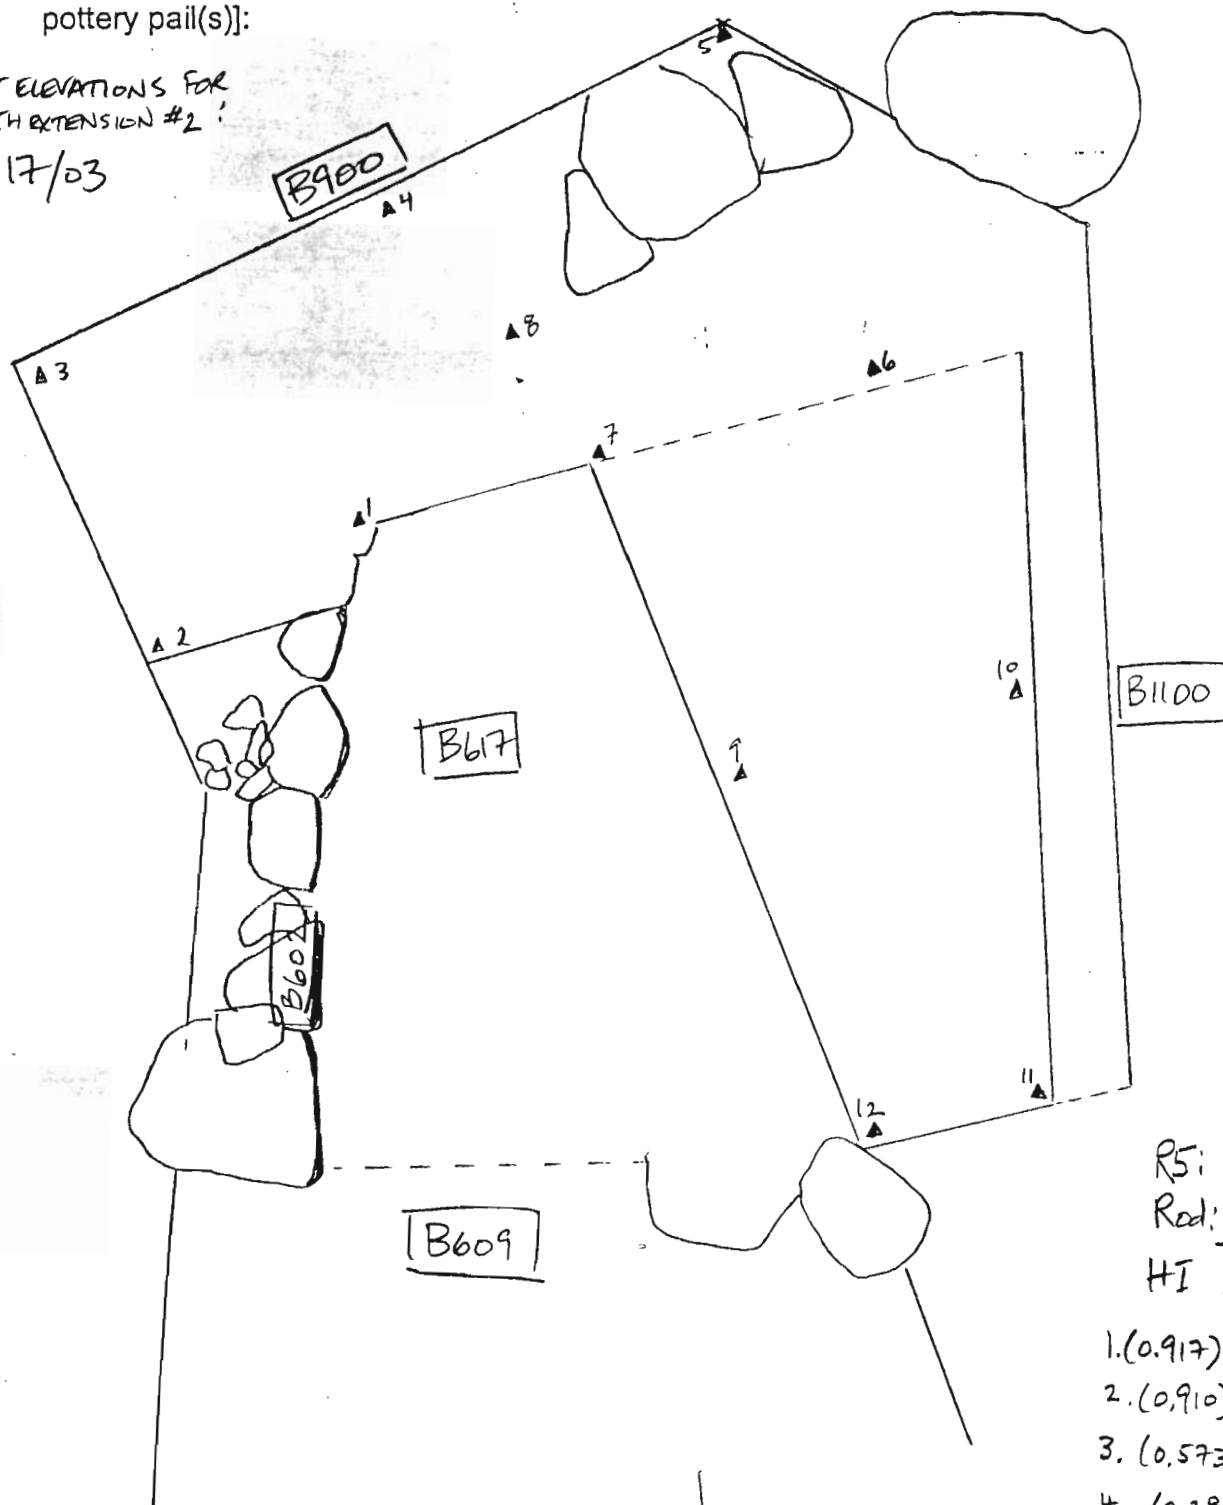 pottery pail(s)]:
ELEVATIONS FOR
EXTENSION #2:
17/03
5
B900
4
8
3
6
7
1
2
10
B1100
B617
9
B602
11
12
R5:
Rod:
B609
HI
1.(0.917)
2.(0,910)
3. (0.573
4.